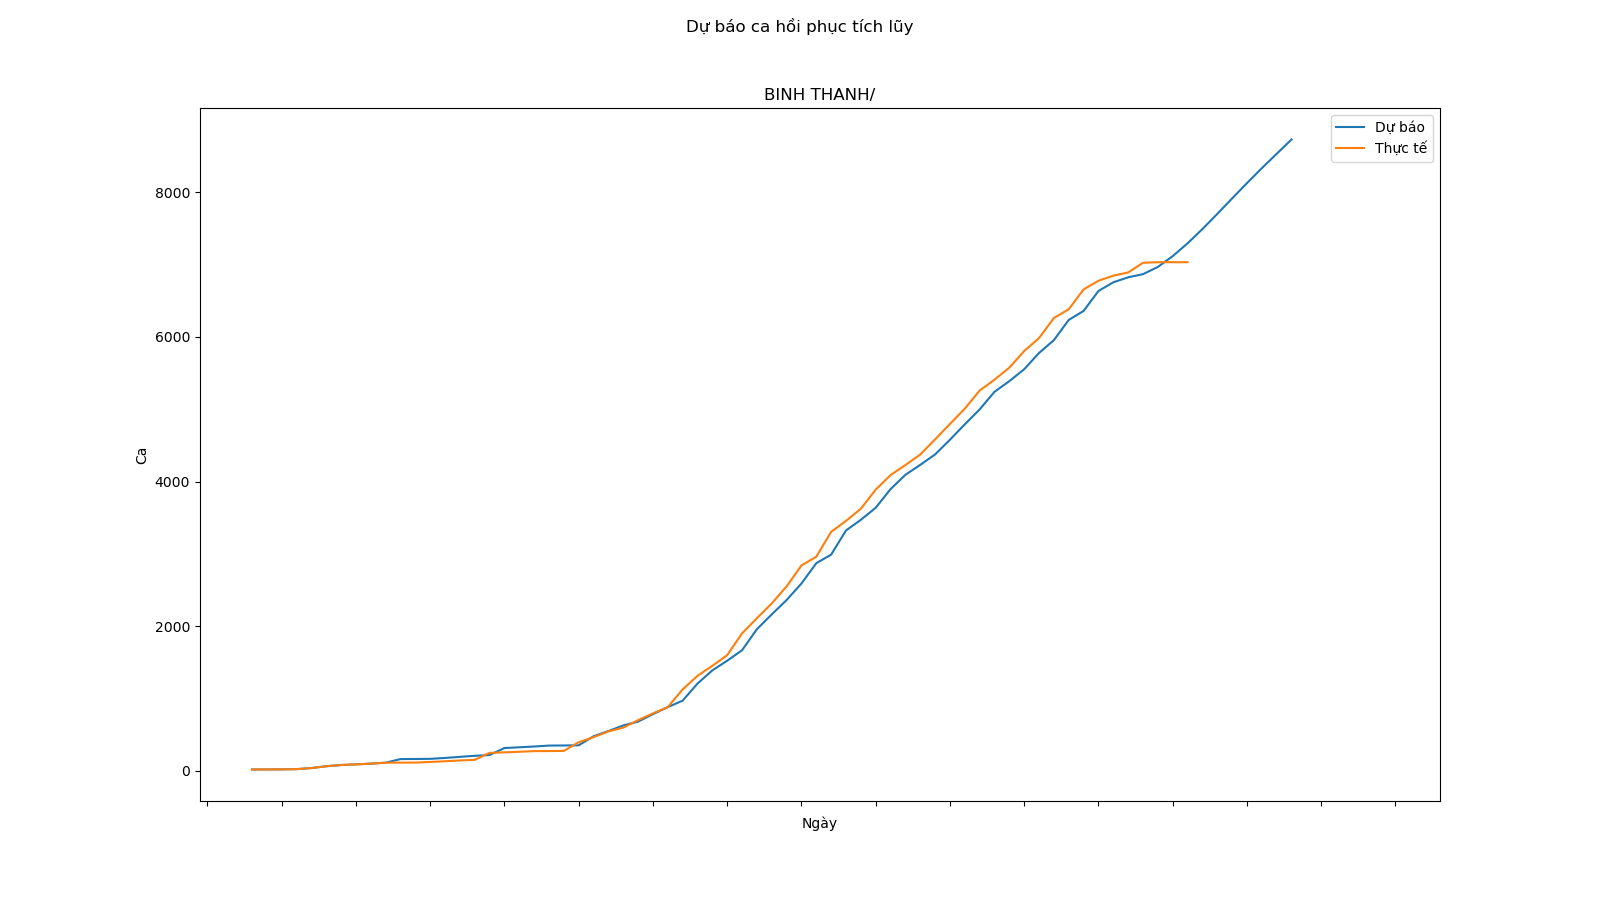 Dự báo ca hồi phục tích lũy
BINH THANH/
Dự báo
Thực tế
8000
6000
4000
2000
0
Ca
Ngày